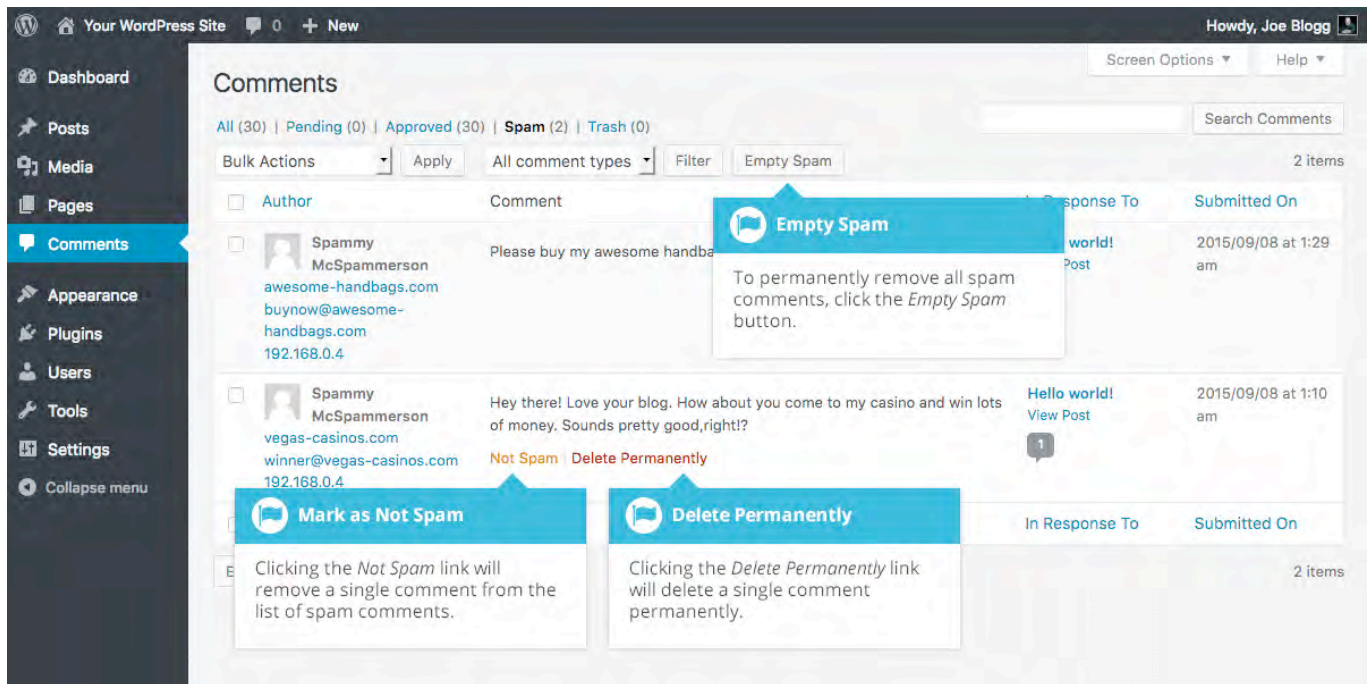 Your WordPress Site 0 + New Howdy, Joe Blogg
Screen Options Help
Dashboard
Posts
Media
Pages
Comments
Appearance
Plugins
Users
Tools
Settings
Collapse menu
Comments
All (30) | Pending (0) | Approved (30) | Spam (2) | Trash (0)
Search Comments
Bulk Actions Apply All comment types Filter Empty Spam 2 items
Author Comment sponse To Submitted On
Spammy
McSpammerson
awesome-handbags.com
buynow@awesome-
handbags.com
192.168.0.4
Please buy my awesome handba
world!
Post
2015/09/08 at 1:29
am
Empty Spam
To permanently remove all spam
comments, click the Empty Spam
button.
Spammy
McSpammerson
vegas-casinos.com
winner@vegas-casinos.com
192.168.0.4
Hey there! Love your blog. How about you come to my casino and win lots
of money. Sounds pretty good,right!?
Not Spam Delete Permanently
Hello world!
View Post
1
2015/09/08 at 1:10
am
In Response To Submitted On
2 items
Mark as Not Spam
Clicking the Not Spam link will
remove a single comment from the
list of spam comments.
Delete Permanently
Clicking the Delete Permanently link
will delete a single comment
permanently.